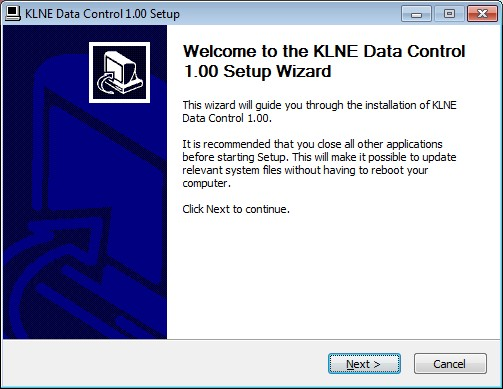 KLNE Data Control 1.00 Setup
Welcome to the KLNE Data Control
1.00 Setup Wizard
This wizard will guide you through the installation of KLNE
Data Control 1.00.
It is recommended that you close all other applications
before starting Setup. This will make it possible to update
relevant system files without having to reboot your
computer.
Click Next to continue.
Next >
Cancel